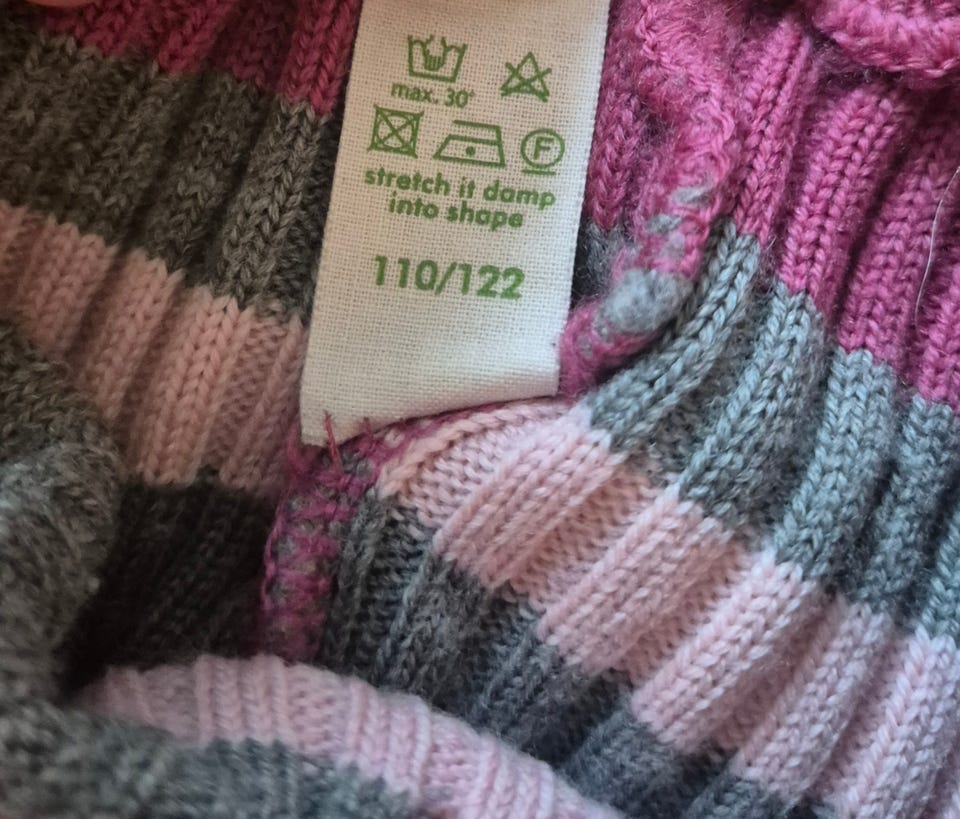 max. 30°
F
stretch it damp
into shape
110/122